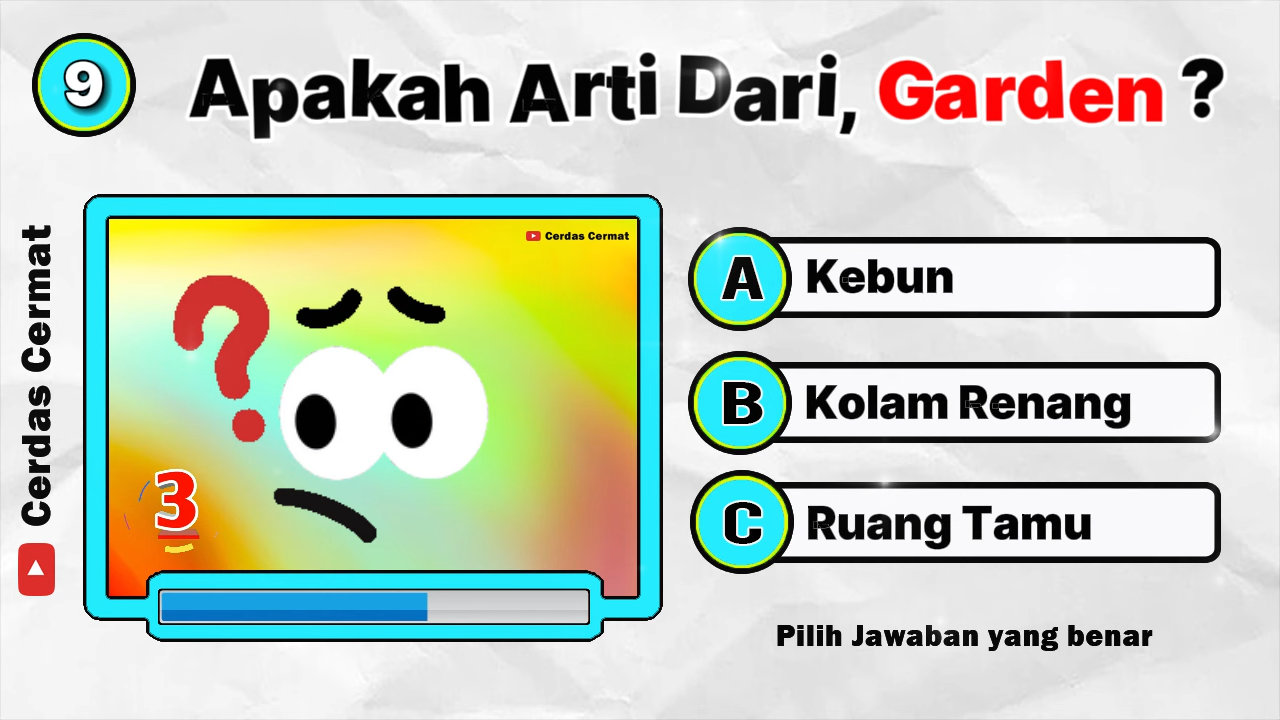 9
Apakah Arti Dari, Garden ?
Cerdas Cermat
Cerdas Cermat
3
A Kebun
B Kolam Renang
C Ruang Tamu
Pilih Jawaban yang benar